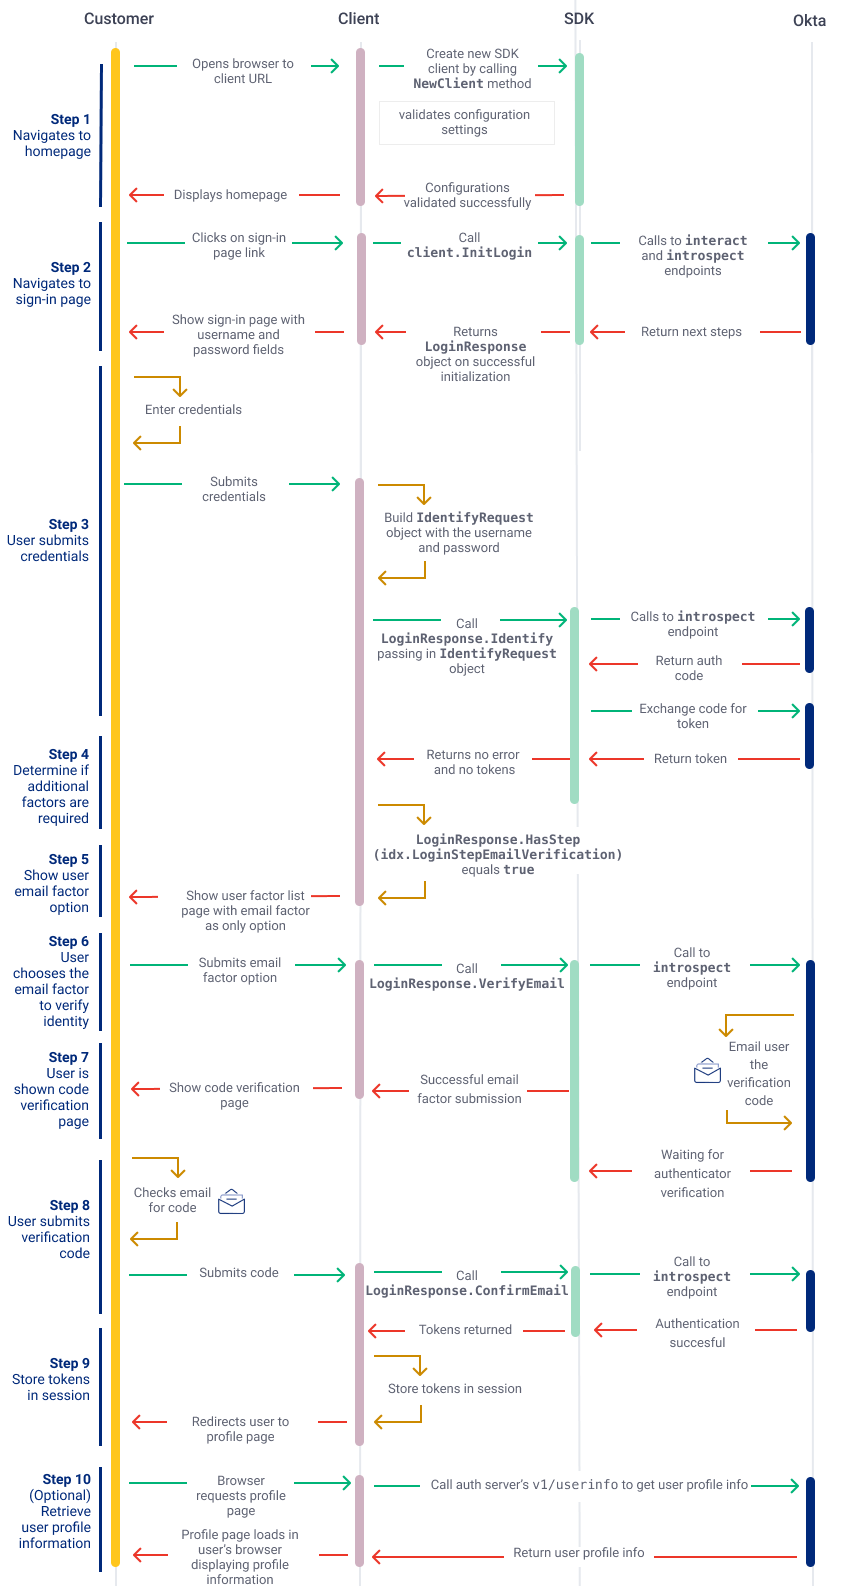 Customer
Client
SDK
Okta
Step 1
Navigates to
homepage
Opens browser to
client URL
Create new SDK
client by calling
NewClient method
validates configuration
settings
Displays homepage
Configurations
validated successfully
Step 2
Navigates to
sign-in page
Clicks on sign-in
page link
Call
client.InitLogin
Calls to interact
and introspect
endpoints
Show sign-in page with
username and
password fields
Returns
LoginResponse
object on successful
initialization
Return next steps
Step 3
User submits
credentials
Enter credentials
Submits
credentials
Build IdentifyRequest
object with the username
and password
Call
LoginResponse.Identify
passing in IdentifyRequest
object
Calls to introspect
endpoint
Return auth
code
Exchange code for
token
Step 4
Determine if
additional
factors are
required
Returns no error
and no tokens
Return token
LoginResponse.HasStep
(idx.LoginStepEmailVerification)
equals true
Step 5
Show user
email factor
option
Show user factor list
page with email factor
as only option
Step 6
User
chooses the
email factor
to verify
identity
Submits email
factor option
Call
LoginResponse.VerifyEmail
Call to
introspect
endpoint
Email user
the
verification
code
Step 7
User is
shown code
verification
page
Show code verification
page
Successful email
factor submission
Waiting for
authenticator
verification
Step 8
User submits
verification
code
Checks email
for code
Submits code
Call
LoginResponse.ConfirmEmail
Call to
introspect
endpoint
Tokens returned
Authentication
succesful
Step 9
Store tokens
in session
Store tokens in session
Redirects user to
profile page
Step 10
(Optional)
Retrieve
user profile
information
Browser
requests profile
page
Call auth server's v1/userinfo to get user profile info
Profile page loads in
user's browser
displaying profile
information
Return user profile info